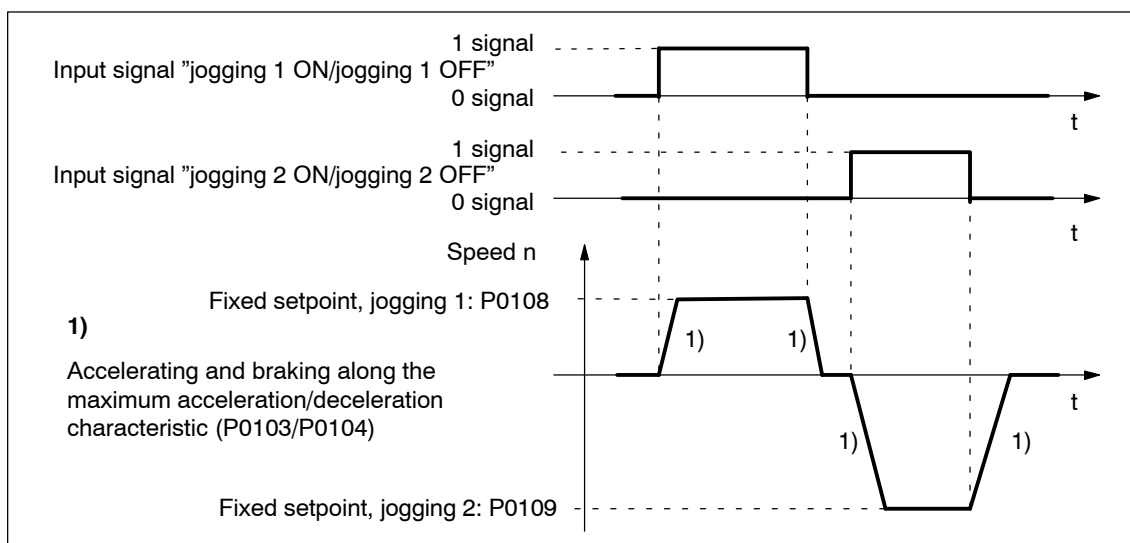 1 signal
Input signal ”jogging 1 ON/jogging 1 OFF”
0 signal
t
1 signal
Input signal ”jogging 2 ON/jogging 2 OFF”
0 signal
t
Speed n
Fixed setpoint, jogging 1: P0108
1)
1)
1)
Accelerating and braking along the
maximum acceleration/deceleration
characteristic (P0103/P0104)
t
1)
1)
Fixed setpoint, jogging 2: P0109